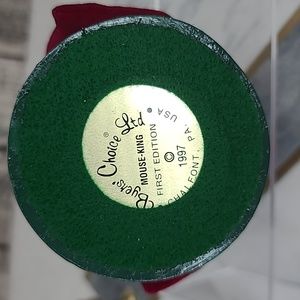 Byers' Choice Ltd®
MOUSE-KING
FIRST EDITION
© 1997
CHALFONT, PA, USA